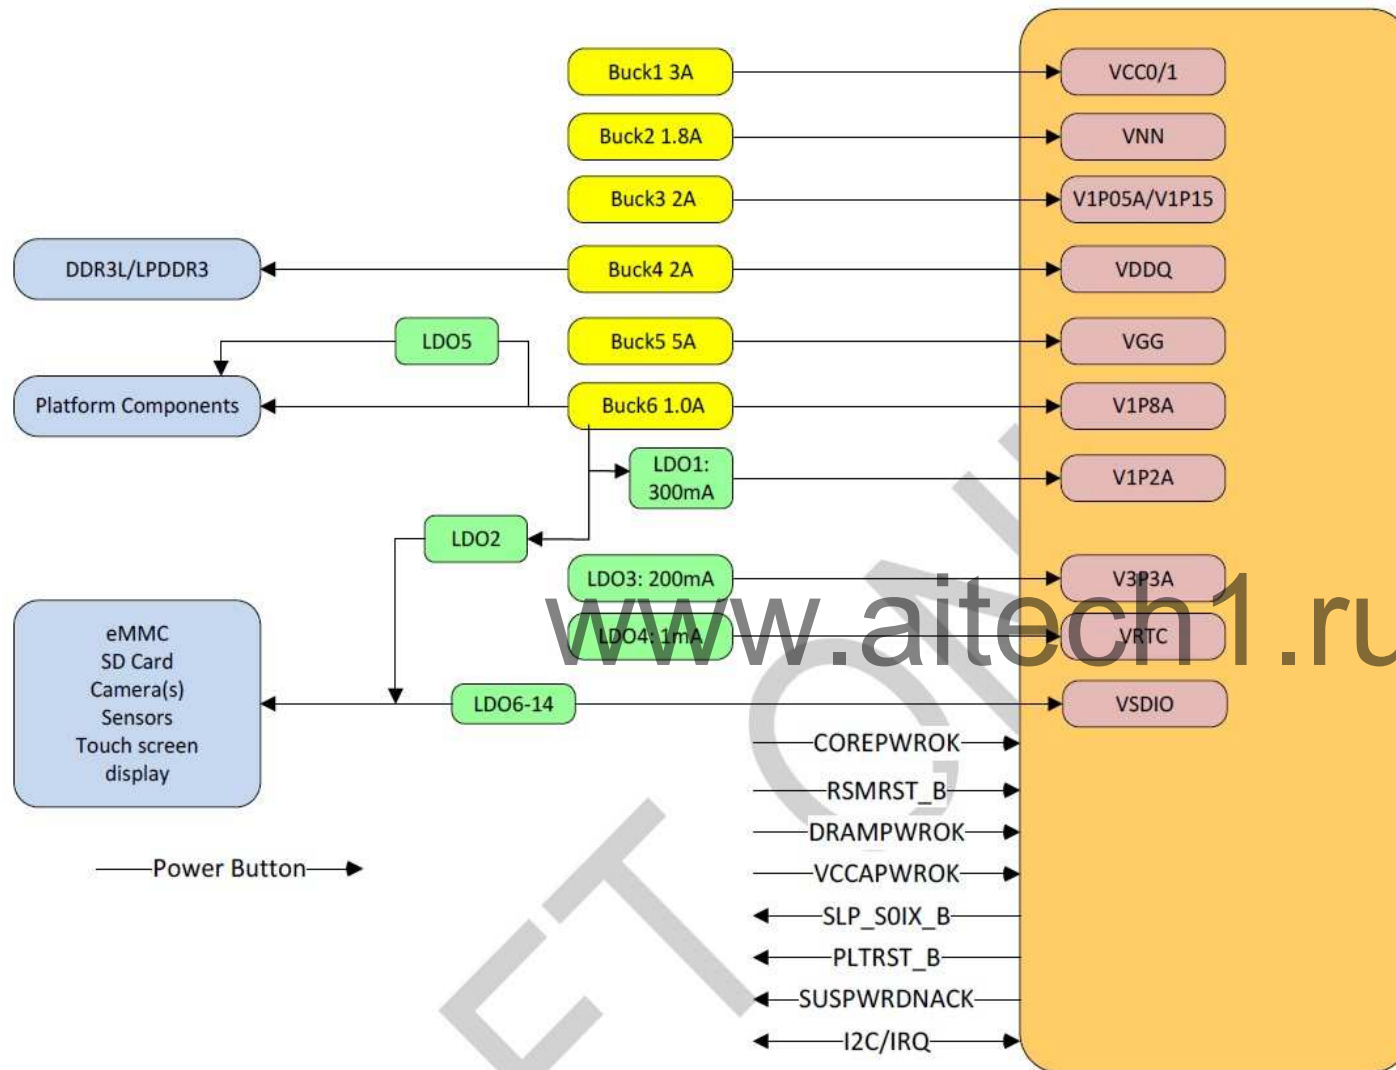 Buck1 3A
VCC0/1
Buck2 1.8A
VNN
Buck3 2A
V1P05A/V1P15
DDR3L/LPDDR3
Buck4 2A
VDDQ
LDO5
Buck5 5A
VGG
Platform Components
Buck6 1.0A
V1P8A
LDO1:
300mA
V1P2A
LDO2
LDO3: 200mA
V3P3A
www.aitech1.ru
LDO4: 1mA
VRTC
eMMC
SD Card
Camera(s)
Sensors
Touch screen
display
LDO6-14
VSDIO
COREPWROK
RSMRST_B
DRAMPWROK
Power Button
VCCAPWROK
SLP_S0IX_B
PLTRST_B
SUSPWRDNACK
I2C/IRQ